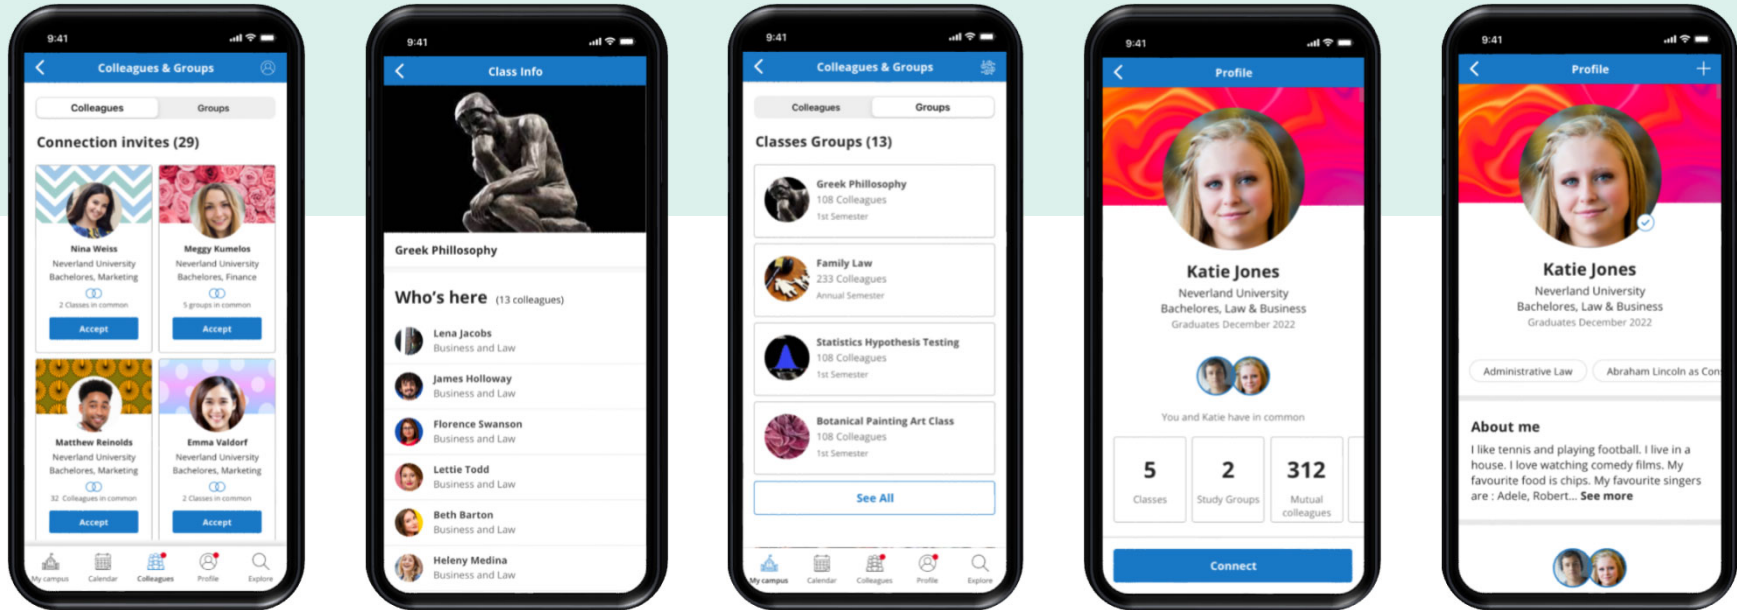 9:41
Colleagues & Groups
Colleagues
Groups
Connection invites (29)
Nina Weiss
Neverland University
Bachelores, Marketing
2 Classes in common
Accept
Meggy Kumelos
Neverland University
Bachelores, Finance
5 groups in common
Accept
Matthew Reinolds
Neverland University
Bachelores, Marketing
32 Colleagues in common
Accept
Emma Valdorf
Neverland University
Bachelores, Marketing
2 Classes in common
Accept
My campus
Calendar
Colleagues
Profile
Explore
9:41
Class Info
Greek Phillosophy
Who's here (13 colleagues)
Lena Jacobs
Business and Law
James Holloway
Business and Law
Florence Swanson
Business and Law
Lettie Todd
Business and Law
Beth Barton
Business and Law
Heleny Medina
Business and Law
9:41
Colleagues & Groups
Colleagues
Groups
Classes Groups (13)
Greek Phillosophy
108 Colleagues
1st Semester
Family Law
233 Colleagues
Annual Semester
Statistics Hypothesis Testing
108 Colleagues
1st Semester
Botanical Painting Art Class
108 Colleagues
1st Semester
See All
My campus
Calendar
Colleagues
Profile
Explore
9:41
Profile
Katie Jones
Neverland University
Bachelores, Law & Business
Graduates December 2022
You and Katie have in common
5
Classes
2
Study Groups
312
Mutual
colleagues
Connect
9:41
Profile
Katie Jones
Neverland University
Bachelores, Law & Business
Graduates December 2022
Administrative Law
Abraham Lincoln as Con
About me
I like tennis and playing football. I live in a
house. I love watching comedy films. My
favourite food is chips. My favourite singers
are : Adele, Robert... See more